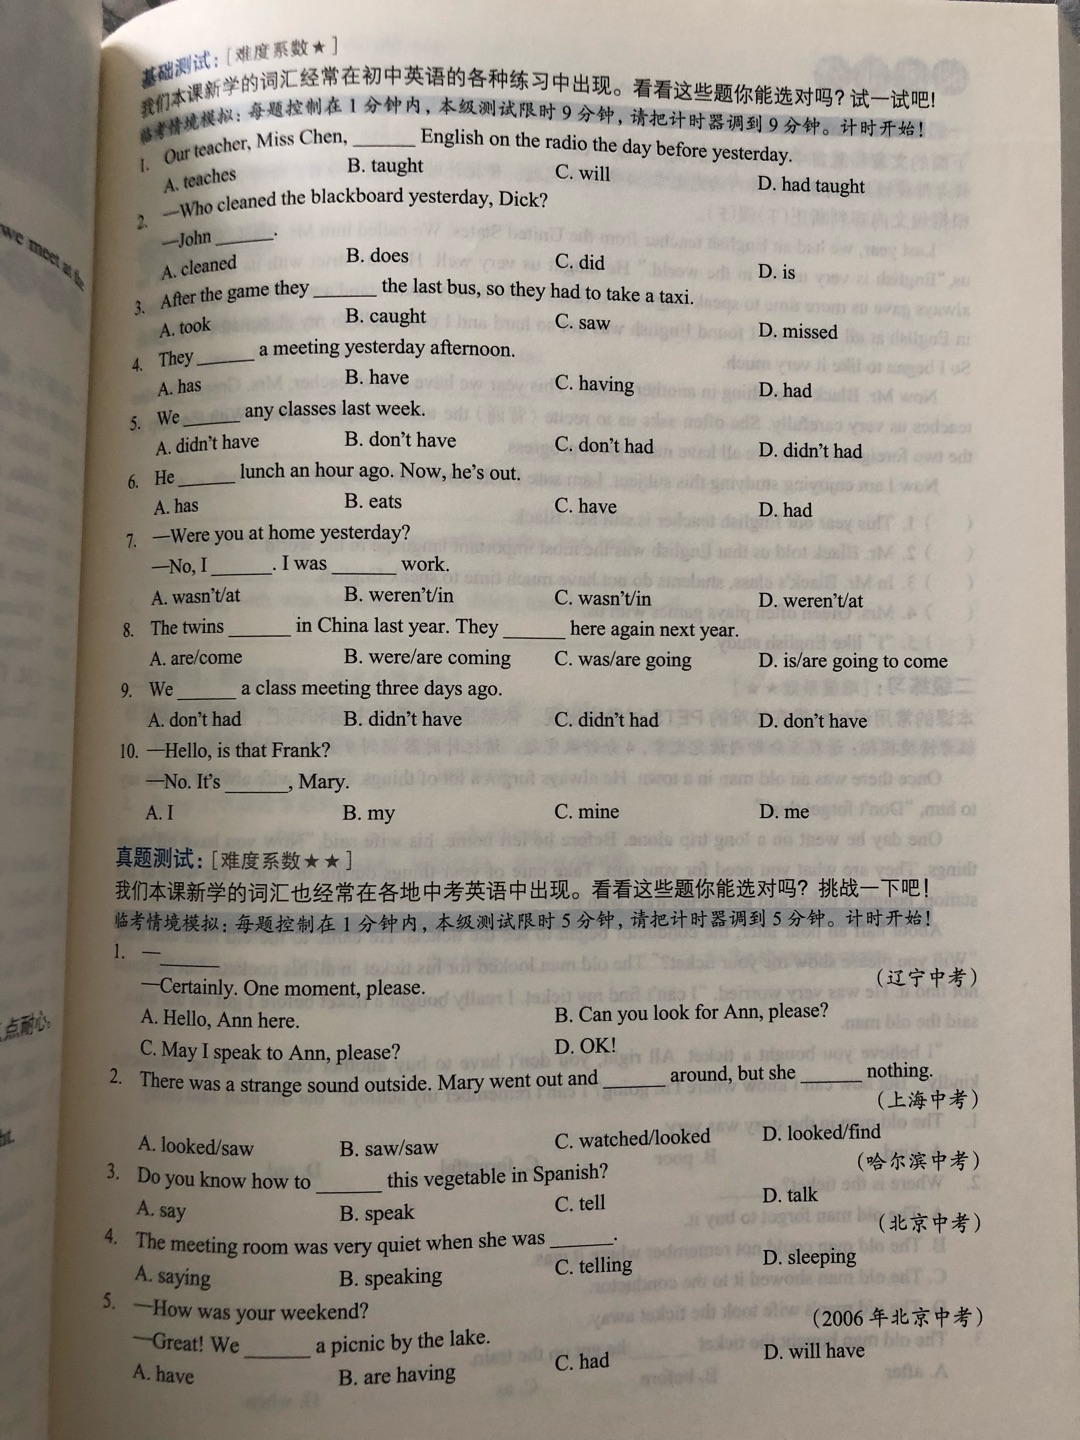 基础测试：[难度系数★]
我们本课新学的词汇经常在初中英语的各种练习中出现。看看这些题你能选对吗？试一试吧！
临考情境模拟：每题控制在1分钟内，本级测试限时9分钟，请把计时器调到9分钟。计时开始！
1. Our teacher, Miss Chen, ______ English on the radio the day before yesterday.
A. teaches B. taught C. will D. had taught
2. —Who cleaned the blackboard yesterday, Dick?
—John ______.
A. cleaned B. does C. did D. is
3. After the game they ______ the last bus, so they had to take a taxi.
A. took B. caught C. saw D. missed
4. They ______ a meeting yesterday afternoon.
A. has B. have C. having D. had
5. We ______ any classes last week.
A. didn't have B. don't have C. don't had D. didn't had
6. He ______ lunch an hour ago. Now, he's out.
A. has B. eats C. have D. had
7. —Were you at home yesterday?
—No, I ______. I was ______ work.
A. wasn't/at B. weren't/in C. wasn't/in D. weren't/at
8. The twins ______ in China last year. They ______ here again next year.
A. are/come B. were/are coming C. was/are going D. is/are going to come
9. We ______ a class meeting three days ago.
A. don't had B. didn't have C. didn't had D. don't have
10. —Hello, is that Frank?
—No. It's ______, Mary.
A. I B. my C. mine D. me
真题测试：[难度系数★★]
我们本课新学的词汇也经常在各地中考英语中出现。看看这些题你能选对吗？挑战一下吧！
临考情境模拟：每题控制在1分钟内，本级测试限时5分钟，请把计时器调到5分钟。计时开始！
1. —______
—Certainly. One moment, please. (辽宁中考)
A. Hello, Ann here. B. Can you look for Ann, please?
C. May I speak to Ann, please? D. OK!
2. There was a strange sound outside. Mary went out and ______ around, but she ______ nothing.
(上海中考)
A. looked/saw B. saw/saw C. watched/looked D. looked/find
3. Do you know how to ______ this vegetable in Spanish? (哈尔滨中考)
A. say B. speak C. tell D. talk
4. The meeting room was very quiet when she was ______. (北京中考)
A. saying B. speaking C. telling D. sleeping
5. —How was your weekend? (2006年北京中考)
—Great! We ______ a picnic by the lake.
A. have B. are having C. had D. will have
we meet at the
点耐心。